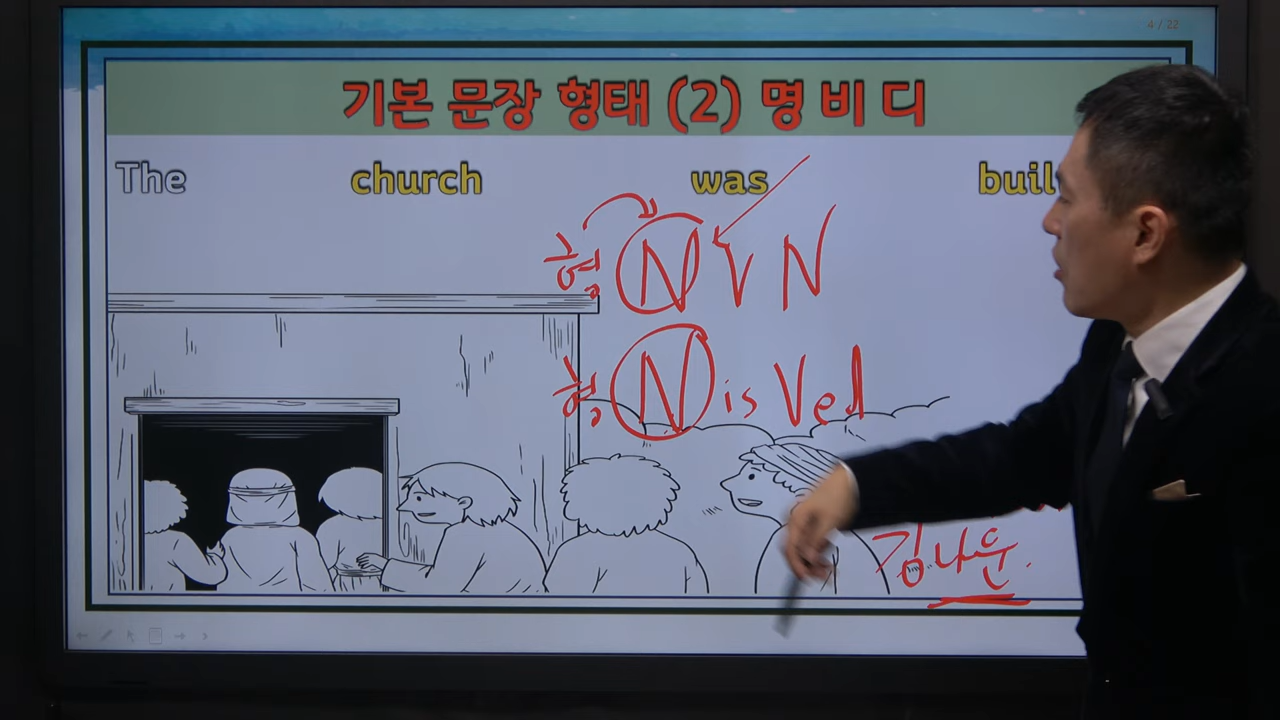 4 / 22
기본 문장 형태 (2) 명 비 디
The church was buil
형 N V N
형 N is Ved
김나운.